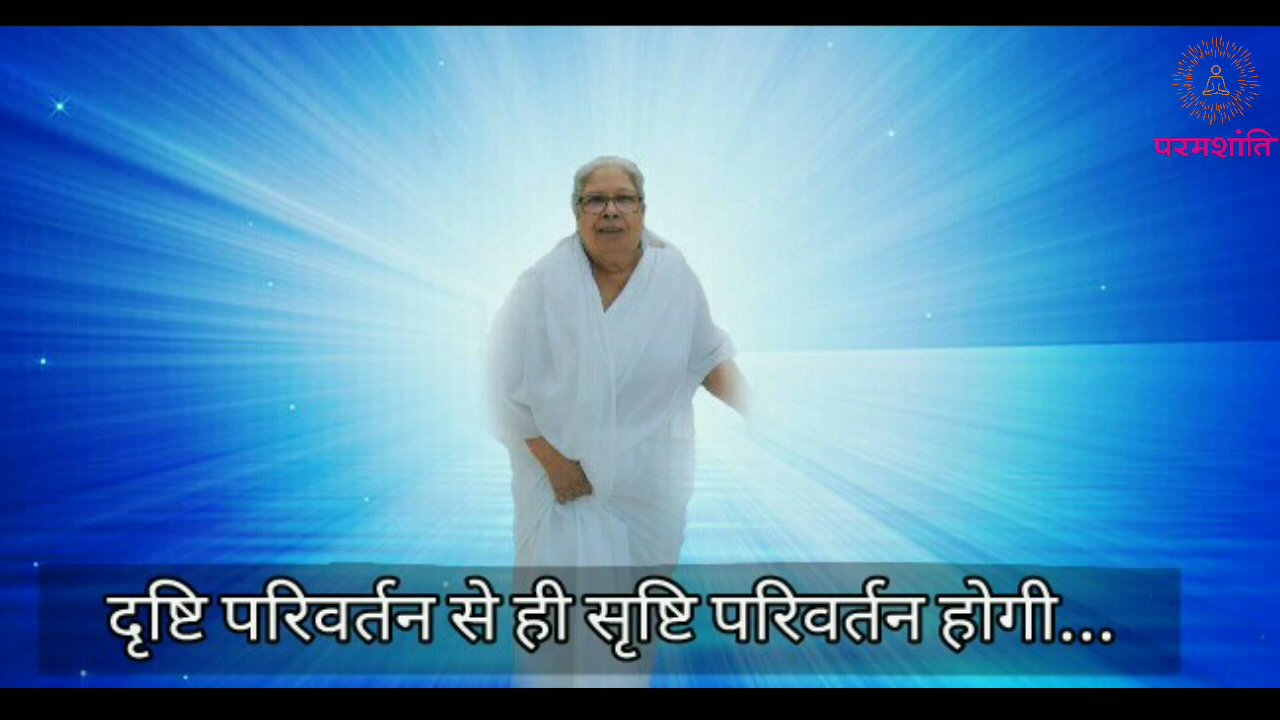 परमशांति
दृष्टि परिवर्तन से ही सृष्टि परिवर्तन होगी...